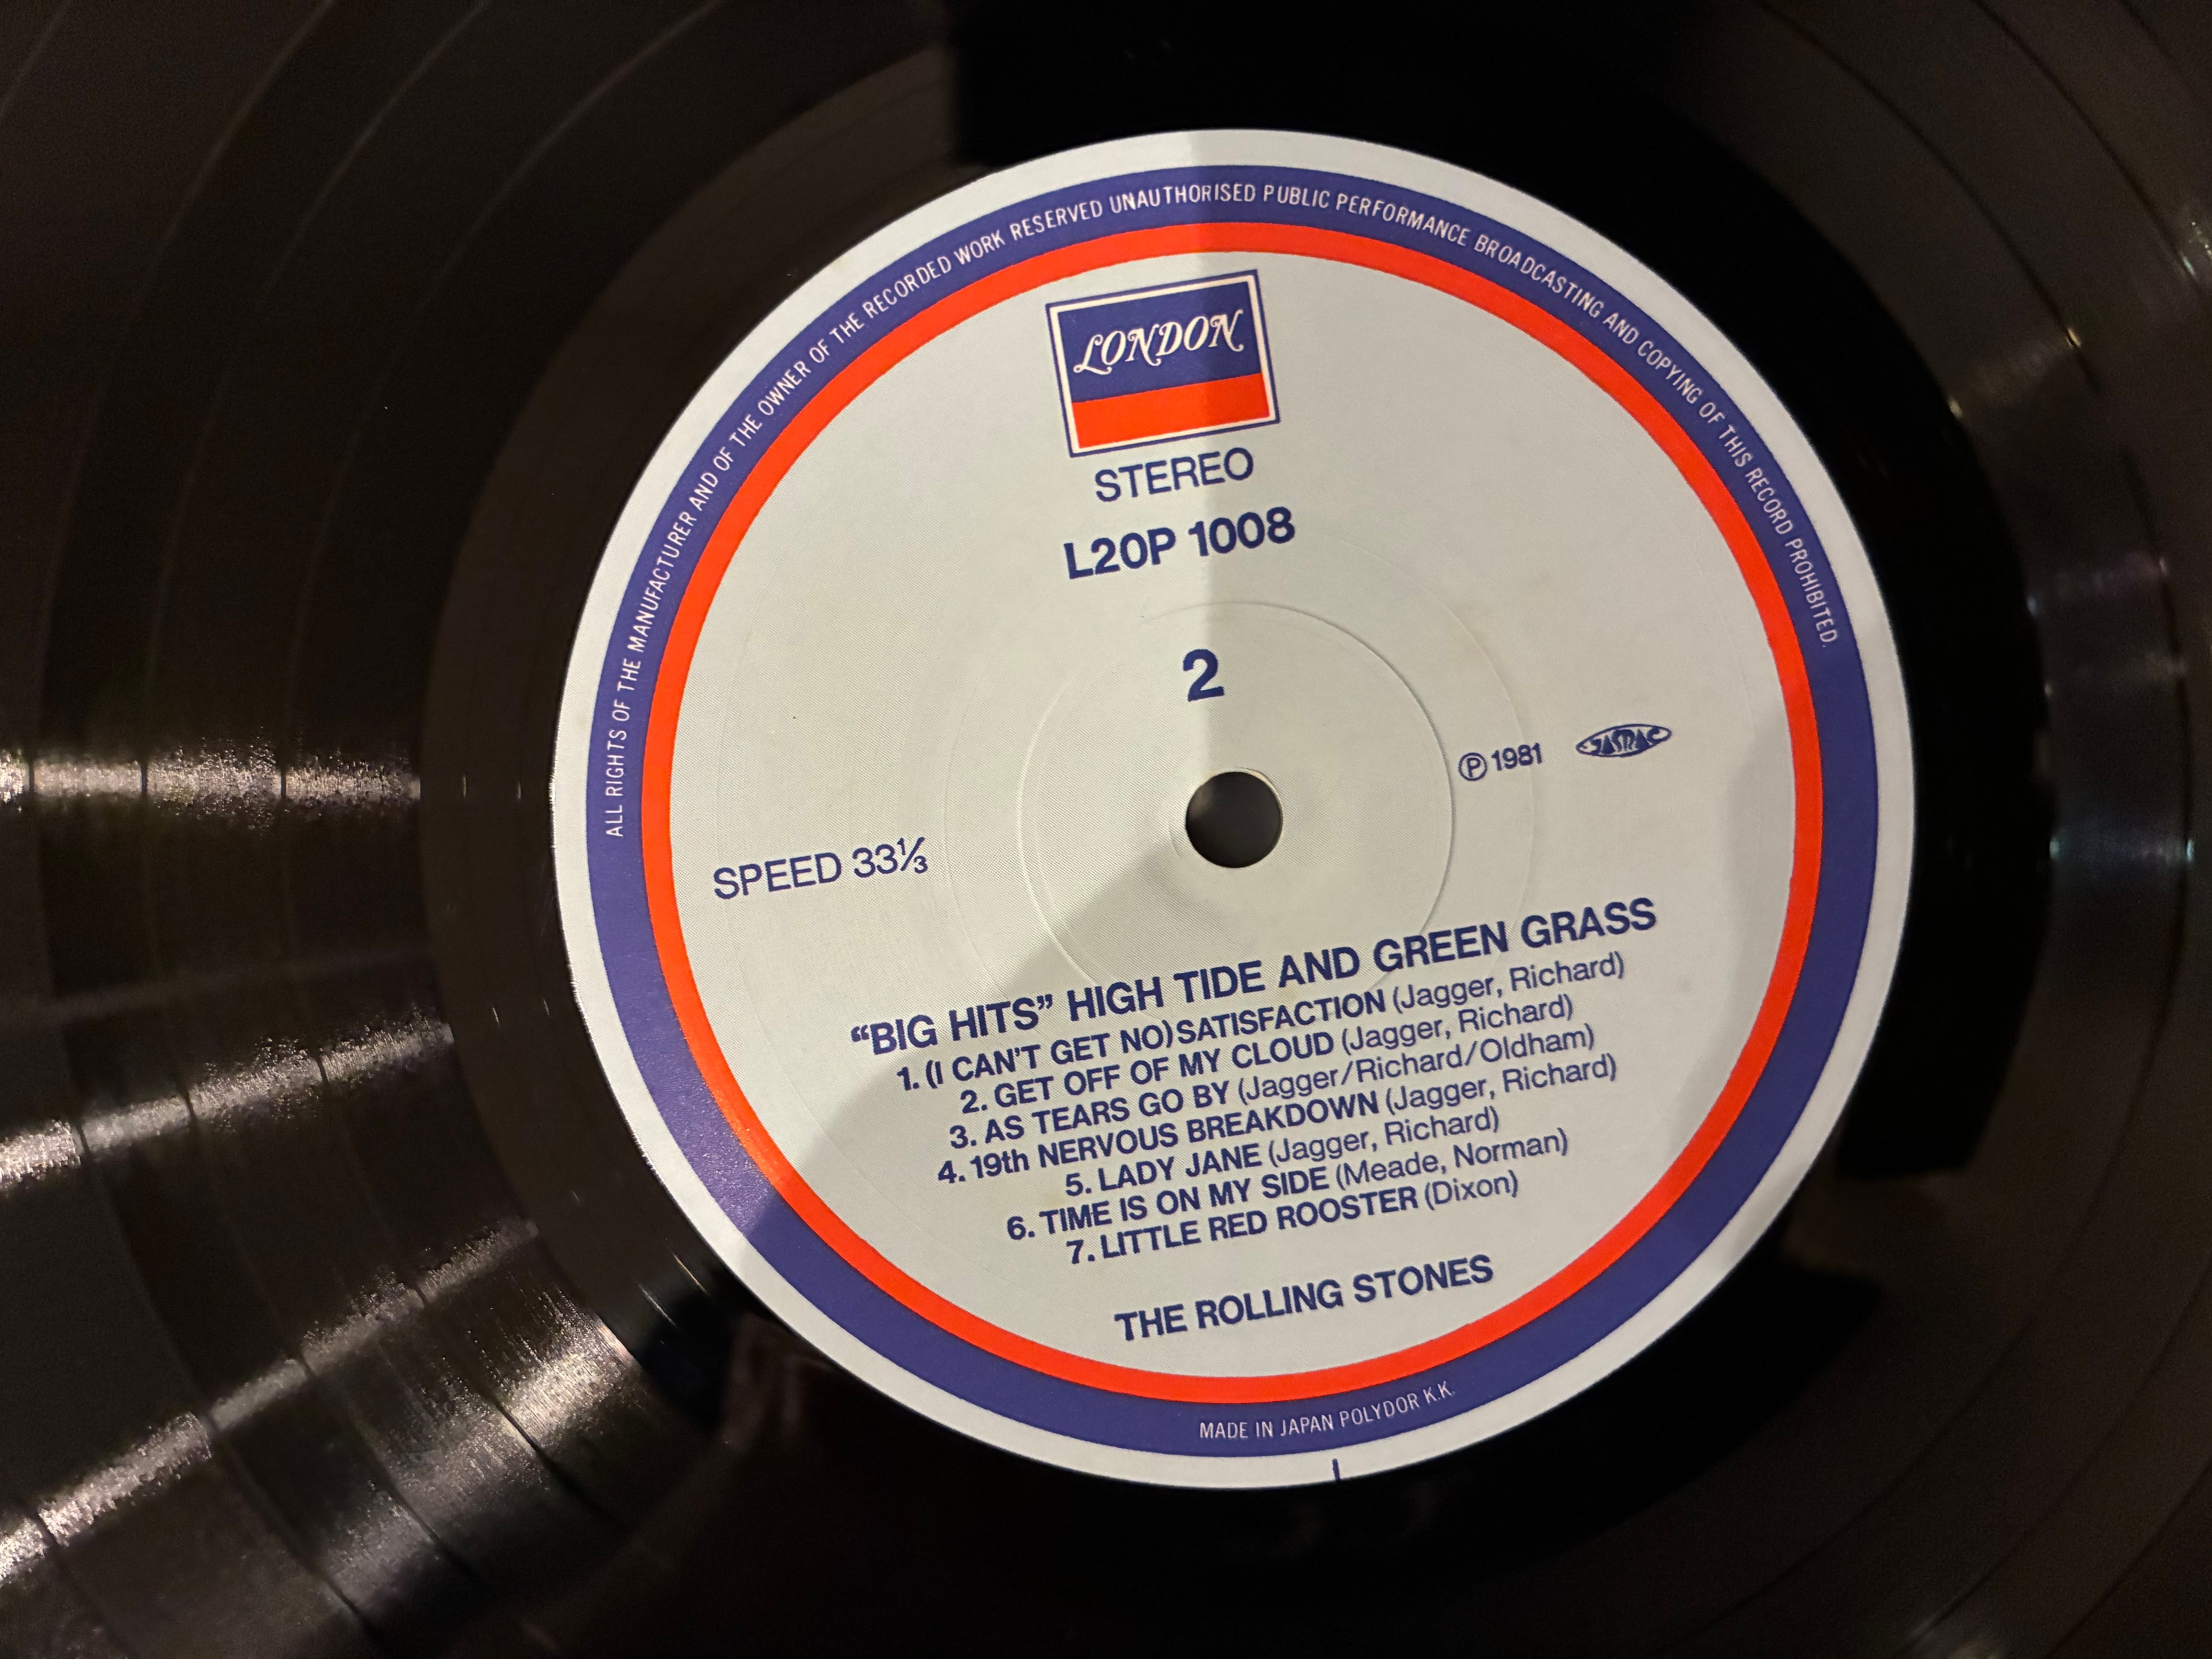 ALL RIGHTS OF THE MANUFACTURER AND OF THE OWNER OF THE RECORDED WORK RESERVED UNAUTHORISED PUBLIC PERFORMANCE BROADCASTING AND COPYING OF THIS RECORD PROHIBITED.
LONDON
STEREO
L20P 1008
2
Ⓟ 1981
JASRAC
SPEED 33⅓
“BIG HITS” HIGH TIDE AND GREEN GRASS
1. (I CAN'T GET NO) SATISFACTION (Jagger, Richard)
2. GET OFF OF MY CLOUD (Jagger, Richard)
3. AS TEARS GO BY (Jagger/Richard/Oldham)
4. 19th NERVOUS BREAKDOWN (Jagger, Richard)
5. LADY JANE (Jagger, Richard)
6. TIME IS ON MY SIDE (Meade, Norman)
7. LITTLE RED ROOSTER (Dixon)
THE ROLLING STONES
MADE IN JAPAN POLYDOR K.K.